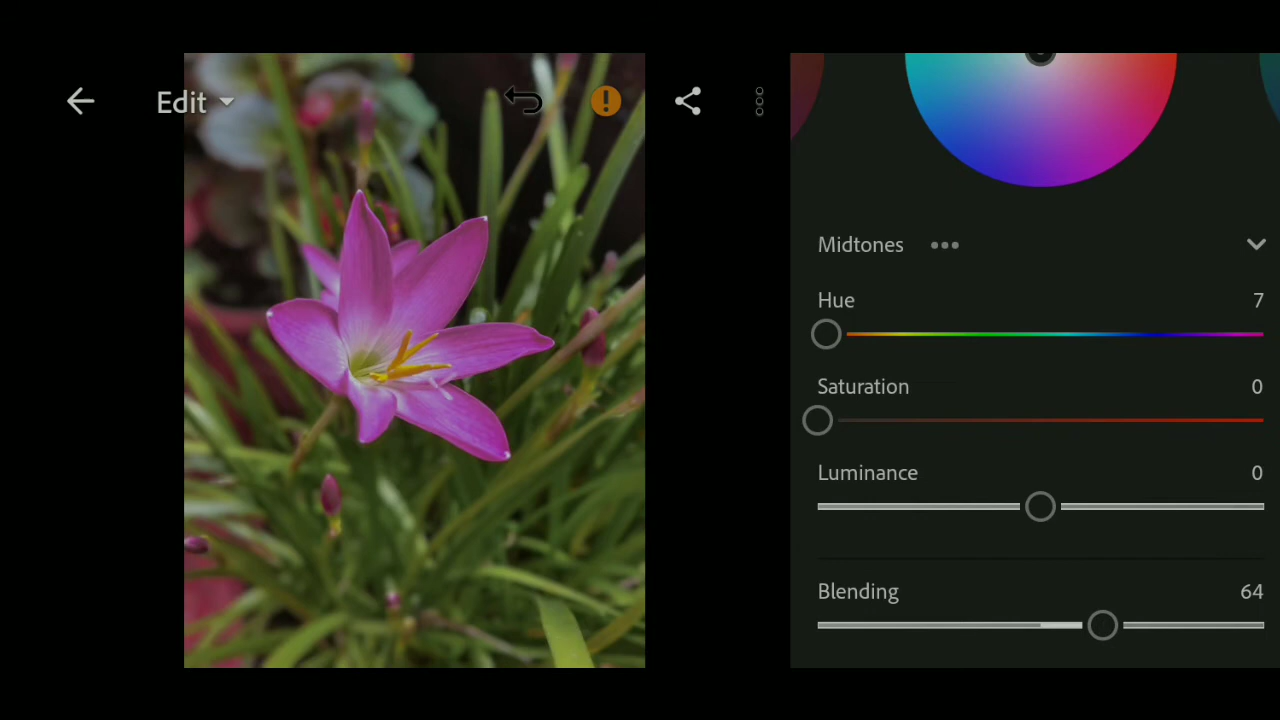 Edit
Midtones
Hue 7
Saturation 0
Luminance 0
Blending 64